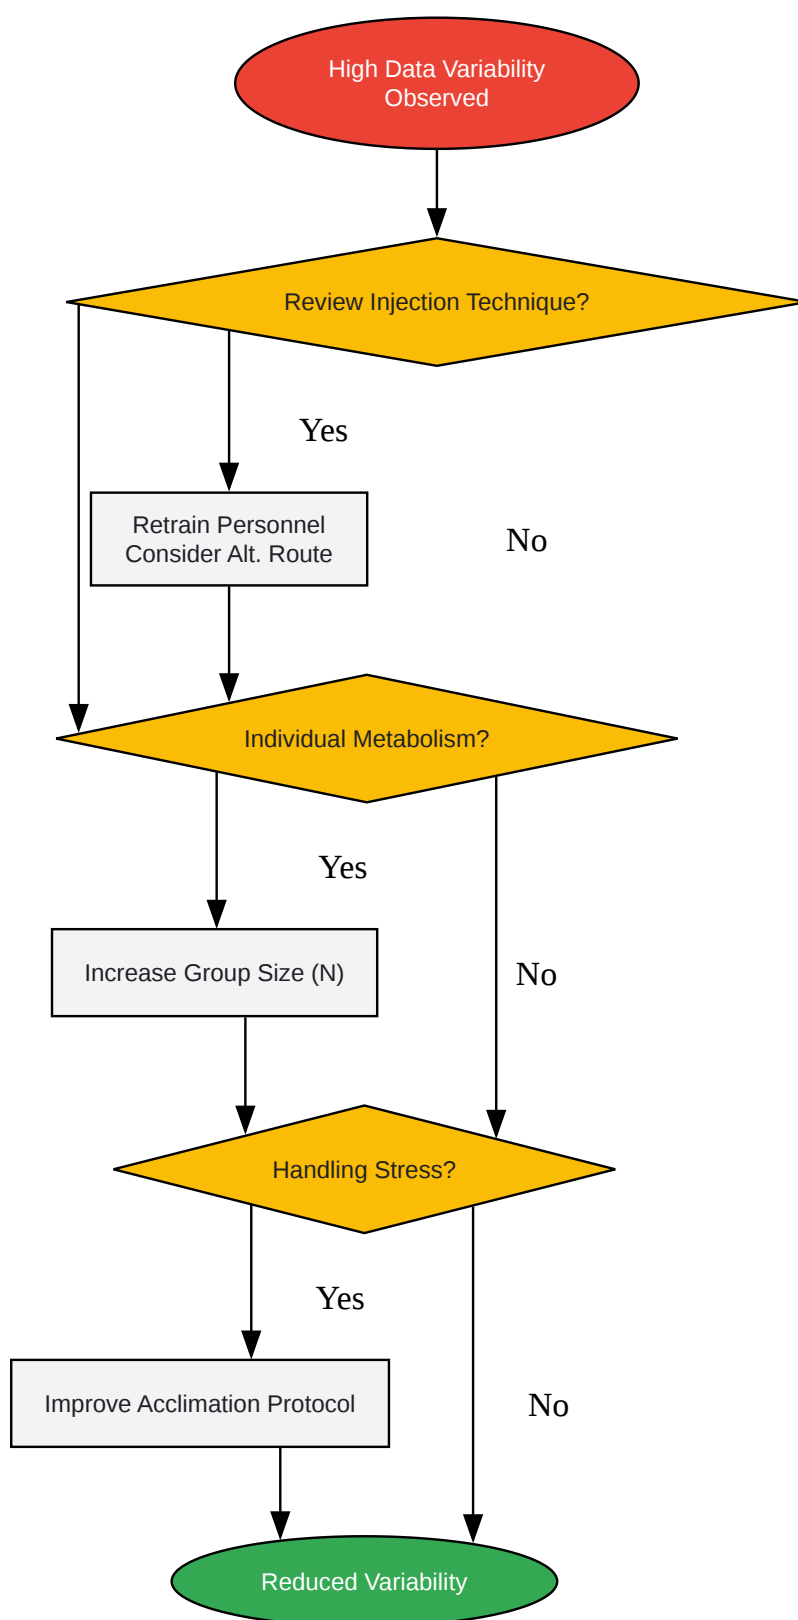 High Data Variability
Observed
Review Injection Technique?
Yes
Retrain Personnel
Consider Alt. Route
No
Individual Metabolism?
Yes
Increase Group Size (N)
No
Handling Stress?
Yes
Improve Acclimation Protocol
No
Reduced Variability